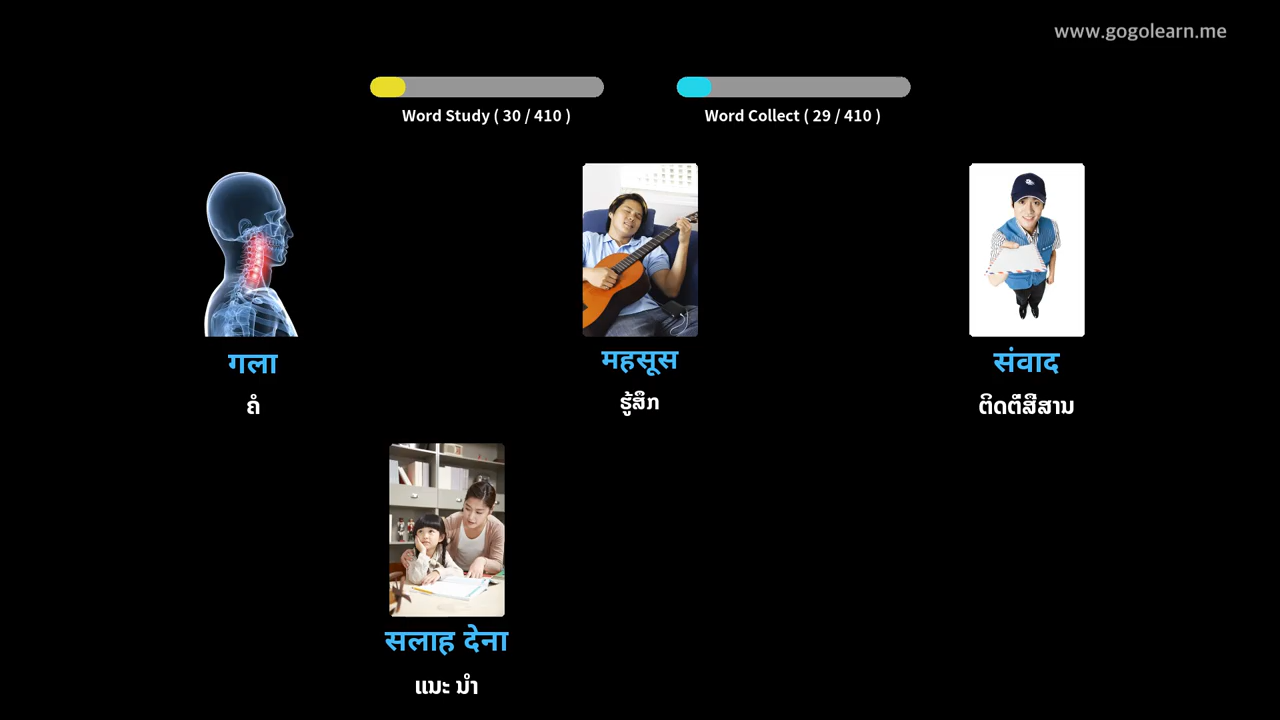 www.gogolearn.me
Word Study ( 30 / 410 )
Word Collect ( 29 / 410 )
गला
ຄໍ
महसूस
ຮູ້ສຶກ
संवाद
ຕິດຕໍ່ສື່ສານ
सलाह देना
ແນະ ນຳ